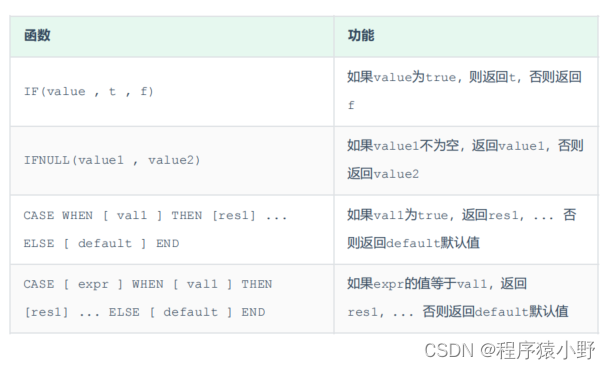 函数 功能
IF(value , t , f)
如果value为true, 则返回t, 否则返回
f
IFNULL(value1 , value2)
如果value1不为空, 返回value1, 否则
返回value2
CASE WHEN [ val1 ] THEN [res1] ...
ELSE [ default ] END
如果val1为true, 返回res1, ... 否
则返回default默认值
CASE [ expr ] WHEN [ val1 ] THEN
[res1] ... ELSE [ default ] END
如果expr的值等于val1, 返回
res1, ... 否则返回default默认值
CSDN @程序猿小野